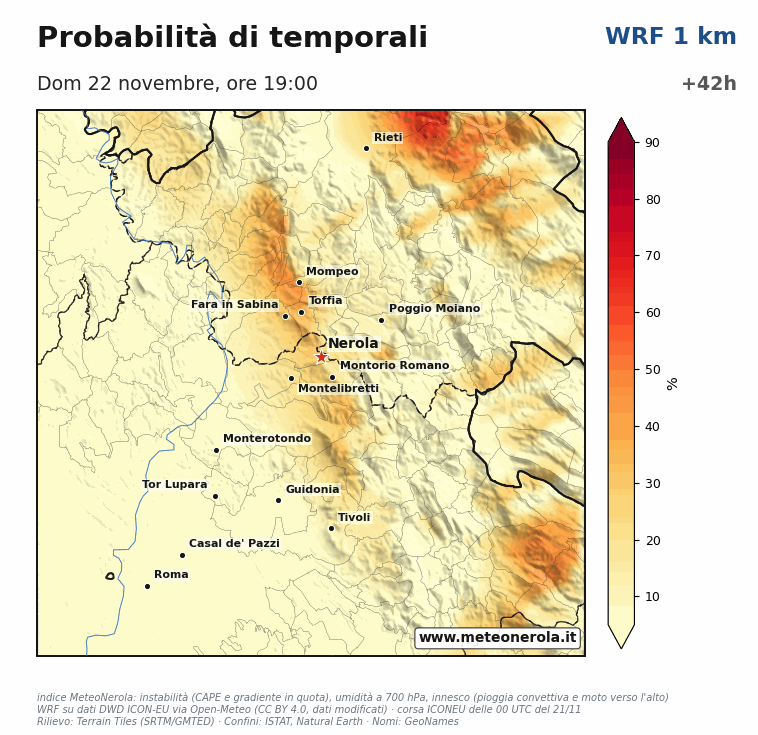 Probabilità di temporali
WRF 1 km
Dom 22 novembre, ore 19:00
+42h
Rieti
Mompeo
Toffia
Fara in Sabina
Poggio Moiano
Nerola
Montorio Romano
Montelibretti
Monterotondo
Tor Lupara
Guidonia
Tivoli
Casal de' Pazzi
Roma
www.meteonerola.it
90
80
70
60
50
40
30
20
10
%
indice MeteoNerola: instabilità (CAPE e gradiente in quota), umidità a 700 hPa, innesco (pioggia convettiva e moto verso l'alto)
WRF su dati DWD ICON-EU via Open-Meteo (CC BY 4.0, dati modificati) · corsa ICONEU delle 00 UTC del 21/11
Rilievo: Terrain Tiles (SRTM/GMTED) · Confini: ISTAT, Natural Earth · Nomi: GeoNames